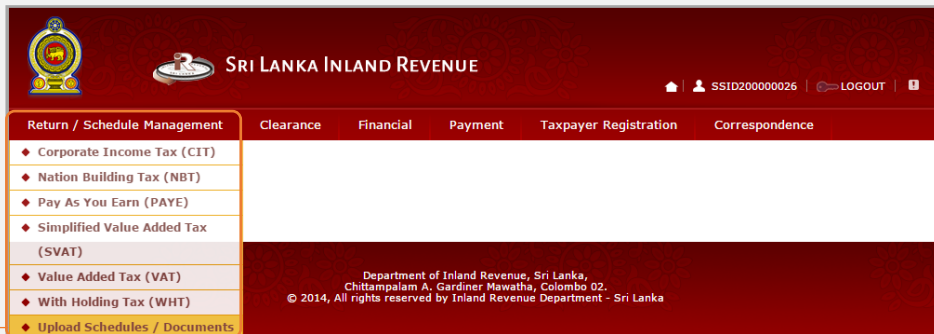 SRI LANKA INLAND REVENUE
SSID200000026 | LOGOUT |
Return / Schedule Management Clearance Financial Payment Taxpayer Registration Correspondence
Corporate Income Tax (CIT)
Nation Building Tax (NBT)
Pay As You Earn (PAYE)
Simplified Value Added Tax
(SVAT)
Value Added Tax (VAT)
With Holding Tax (WHT)
Upload Schedules / Documents
Department of Inland Revenue, Sri Lanka,
Chittampalam A. Gardiner Mawatha, Colombo 02.
© 2014, All rights reserved by Inland Revenue Department - Sri Lanka